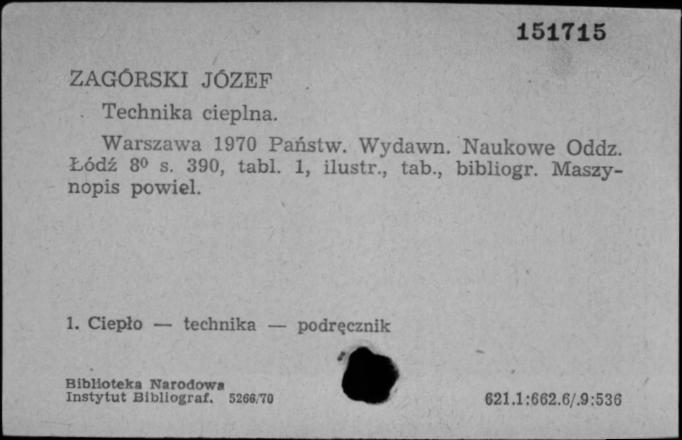 151715
ZAGÓRSKI JÓZEF
Technika cieplna.
Warszawa 1970 Państw. Wydawn. Naukowe Oddz.
Łódź 8⁰ s. 390, tabl. 1, ilustr., tab., bibliogr. Maszy-
nopis powiel.
1. Ciepło — technika — podręcznik
Biblioteka Narodowa
Instytut Bibliograf. 5266/70
621.1:662.6/.9:536